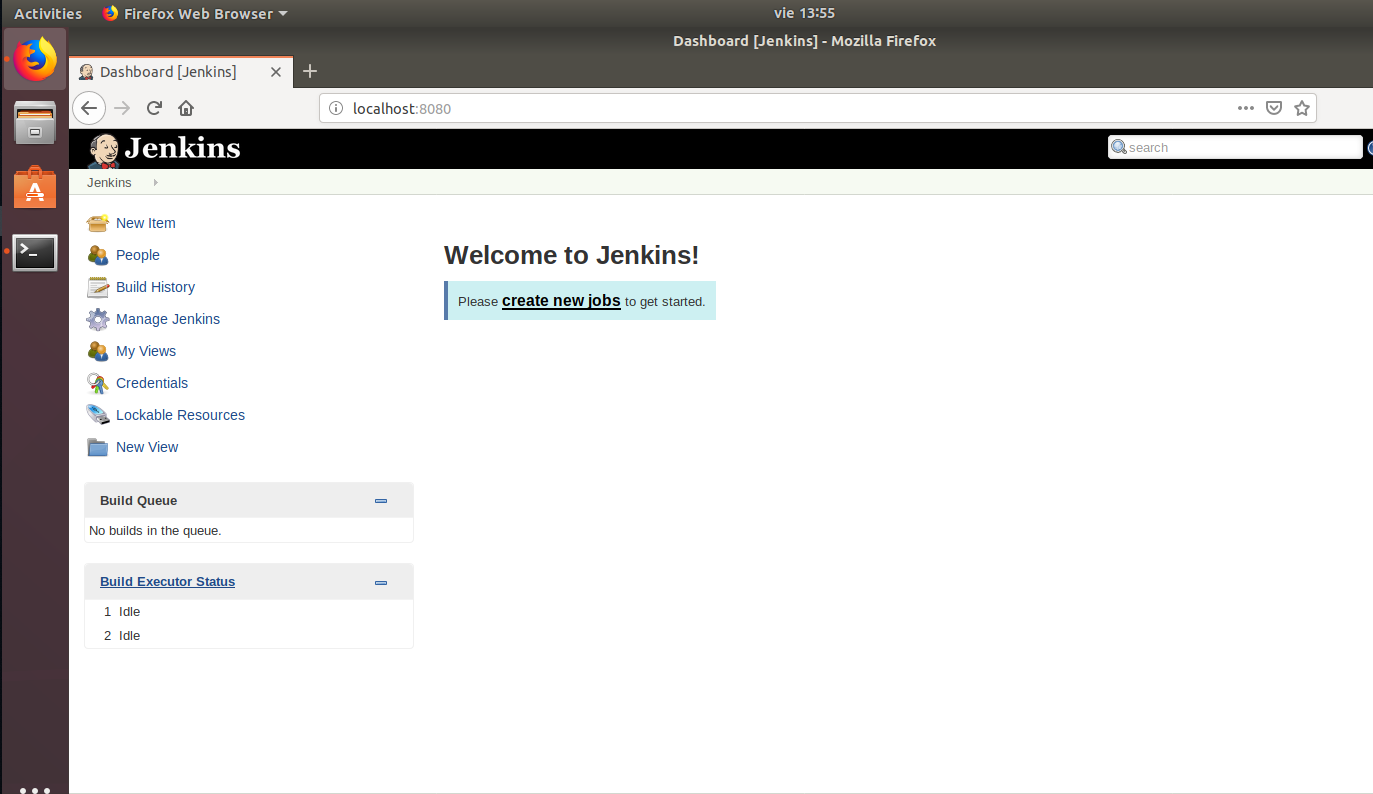 Activities Firefox Web Browser vie 13:55
Dashboard [Jenkins] - Mozilla Firefox
Dashboard [Jenkins]
localhost:8080
Jenkins search
Jenkins
New Item
People
Build History
Manage Jenkins
My Views
Credentials
Lockable Resources
New View
Welcome to Jenkins!
Please create new jobs to get started.
Build Queue
No builds in the queue.
Build Executor Status
1 Idle
2 Idle